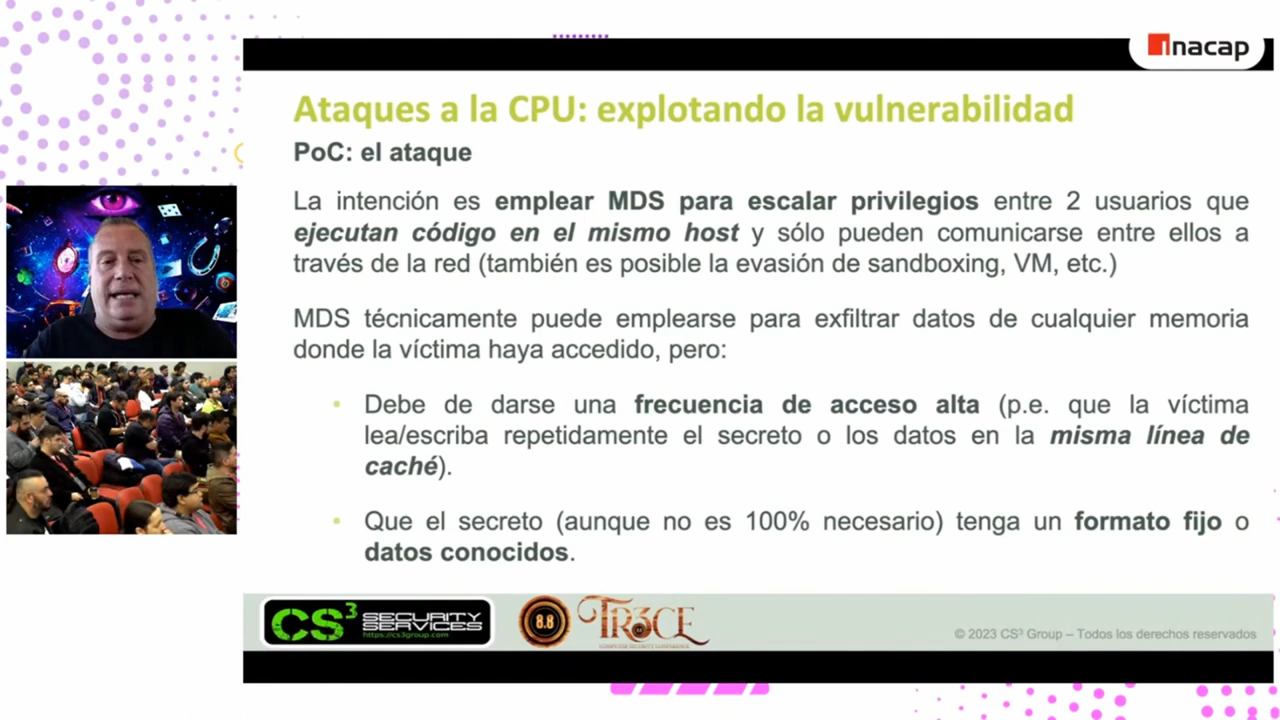 inacap
Ataques a la CPU: explotando la vulnerabilidad
PoC: el ataque
La intención es emplear MDS para escalar privilegios entre 2 usuarios que
ejecutan código en el mismo host y sólo pueden comunicarse entre ellos a
través de la red (también es posible la evasión de sandboxing, VM, etc.)
MDS técnicamente puede emplearse para exfiltrar datos de cualquier memoria
donde la víctima haya accedido, pero:
• Debe de darse una frecuencia de acceso alta (p.e. que la víctima
lea/escriba repetidamente el secreto o los datos en la misma línea de
caché).
• Que el secreto (aunque no es 100% necesario) tenga un formato fijo o
datos conocidos.
CS³ SECURITY
SERVICES
https://cs3group.com
8.8
TR3CE
COMPUTER SECURITY CONFERENCE
© 2023 CS³ Group – Todos los derechos reservados